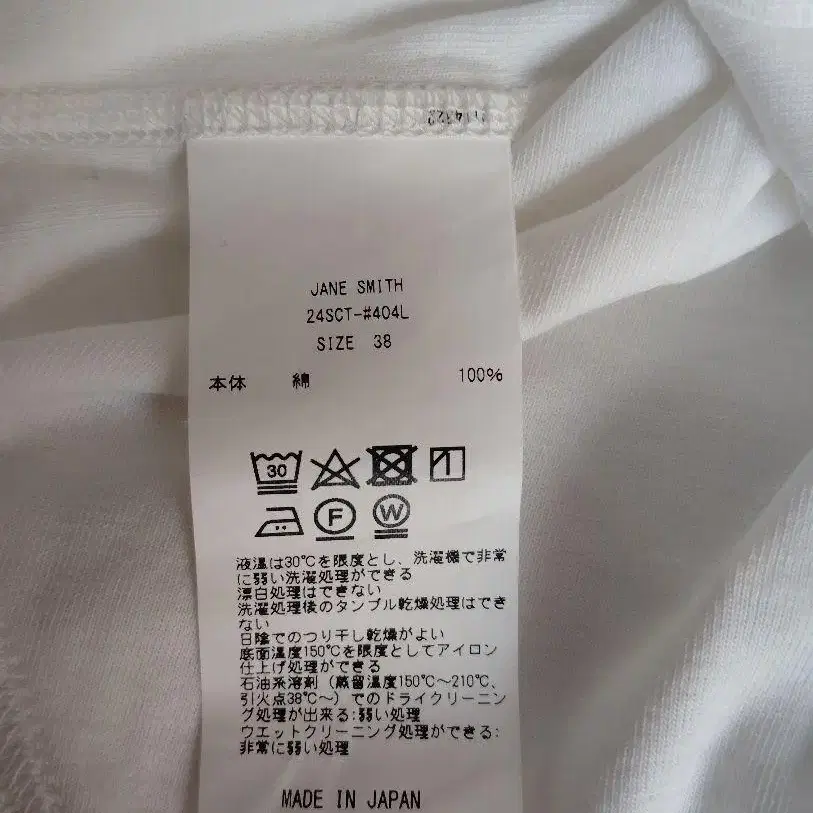 JANE SMITH
24SCT-#404L
SIZE 38
本体 綿 100%
30
F W
液温は30℃を限度とし、洗濯機で非常
に弱い洗濯処理ができる
漂白処理はできない
洗濯処理後のタンブル乾燥処理はでき
ない
日陰でのつり干し乾燥がよい
底面温度150℃を限度としてアイロン
仕上げ処理ができる
石油系溶剤（蒸留温度150℃～210℃、
引火点38℃～）でのドライクリーニン
グ処理が出来る:弱い処理
ウエットクリーニング処理ができる:
非常に弱い処理
MADE IN JAPAN